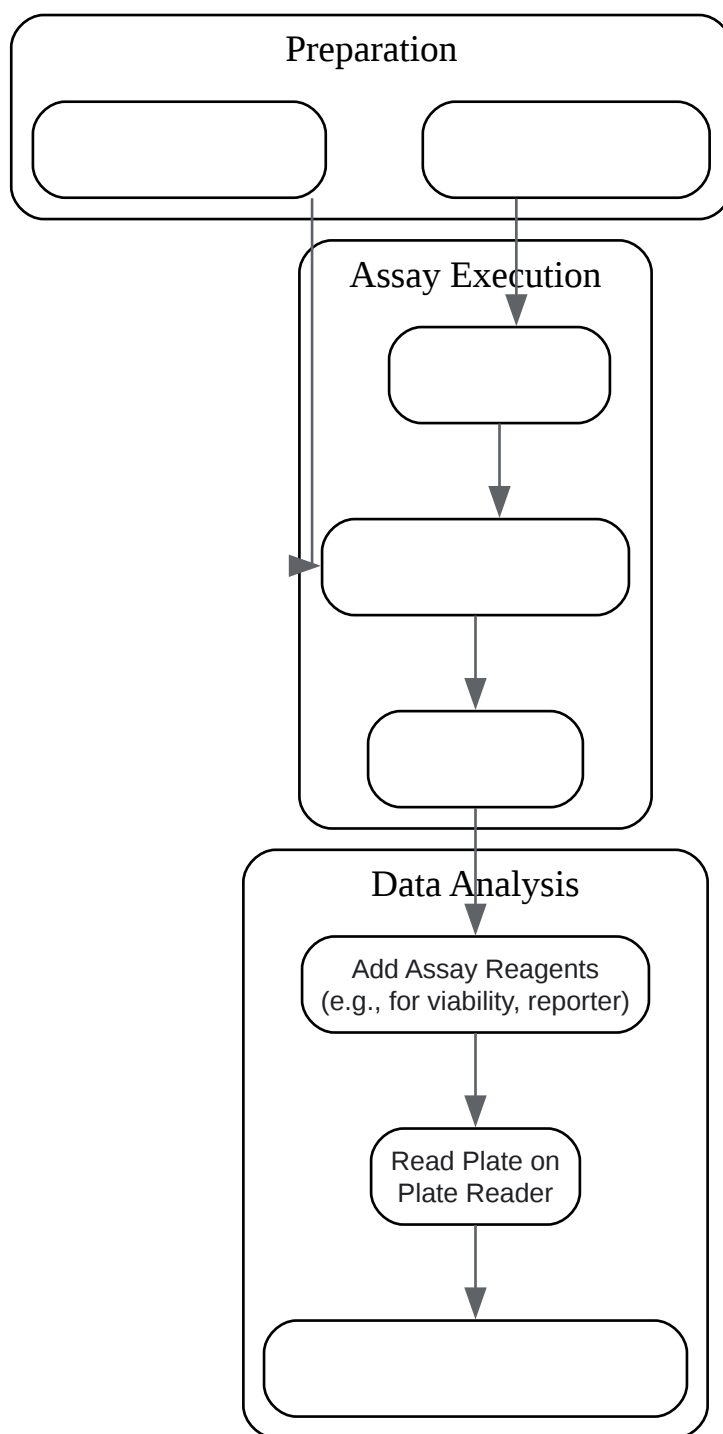 Preparation
Assay Execution
Data Analysis
Add Assay Reagents
(e.g., for viability, reporter)
Read Plate on
Plate Reader